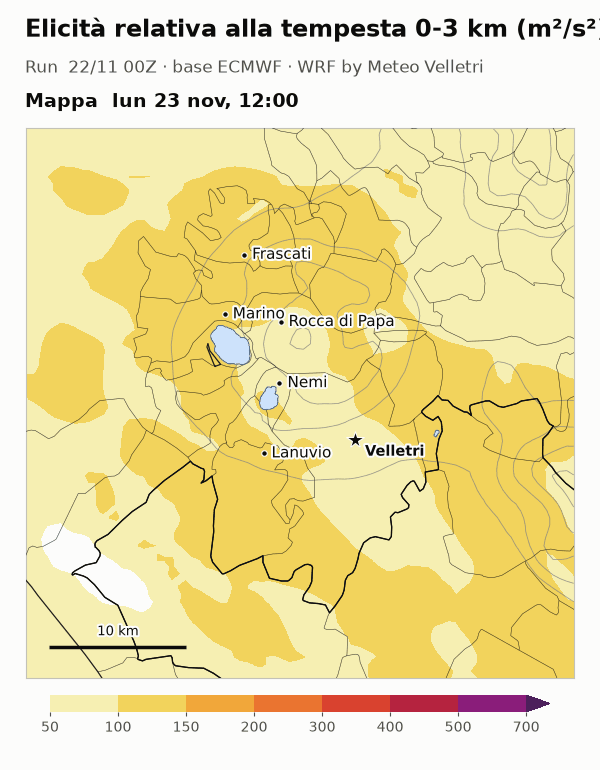 Elicità relativa alla tempesta 0-3 km (m²/s²)
Run 22/11 00Z · base ECMWF · WRF by Meteo Velletri
Mappa lun 23 nov, 12:00
Frascati
Marino
Rocca di Papa
Nemi
Velletri
Lanuvio
10 km
50 100 150 200 300 400 500 700